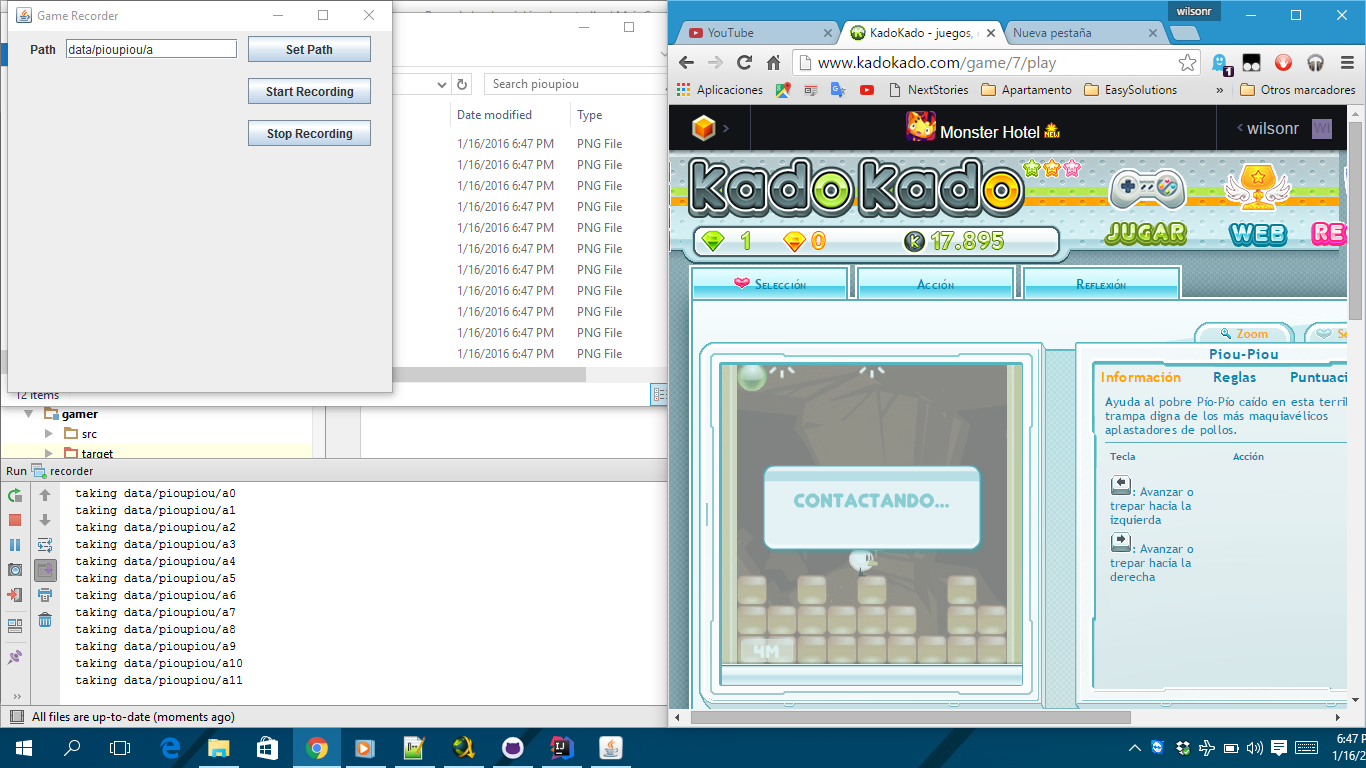 Game Recorder
Path
data/pioupiou/a
Set Path
Start Recording
Stop Recording
Search pioupiou
Date modified
Type
1/16/2016 6:47 PM PNG File
1/16/2016 6:47 PM PNG File
1/16/2016 6:47 PM PNG File
1/16/2016 6:47 PM PNG File
1/16/2016 6:47 PM PNG File
1/16/2016 6:47 PM PNG File
1/16/2016 6:47 PM PNG File
1/16/2016 6:47 PM PNG File
1/16/2016 6:47 PM PNG File
1/16/2016 6:47 PM PNG File
1/16/2016 6:47 PM PNG File
12 items
gamer
src
target
Run recorder
taking data/pioupiou/a0
taking data/pioupiou/a1
taking data/pioupiou/a2
taking data/pioupiou/a3
taking data/pioupiou/a4
taking data/pioupiou/a5
taking data/pioupiou/a6
taking data/pioupiou/a7
taking data/pioupiou/a8
taking data/pioupiou/a9
taking data/pioupiou/a10
taking data/pioupiou/a11
All files are up-to-date (moments ago)
wilsonr
YouTube
KadoKado - juegos,
Nueva pestaña
www.kadokado.com/game/7/play
1
Aplicaciones
NextStories
Apartamento
EasySolutions
»
Otros marcadores
Monster Hotel NEW
wilsonr
WI
KadoKado
JUGAR
WEB
RE
1
0
K 17.895
Selección
Acción
Reflexión
Zoom
Se
Piou-Piou
Información
Reglas
Puntuaci
Ayuda al pobre Pío-Pío caído en esta terril
trampa digna de los más maquiavélicos
aplastadores de pollos.
Tecla
Acción
: Avanzar o
trepar hacia la
izquierda
: Avanzar o
trepar hacia la
derecha
CONTACTANDO...
4M
6:47 P
1/16/2